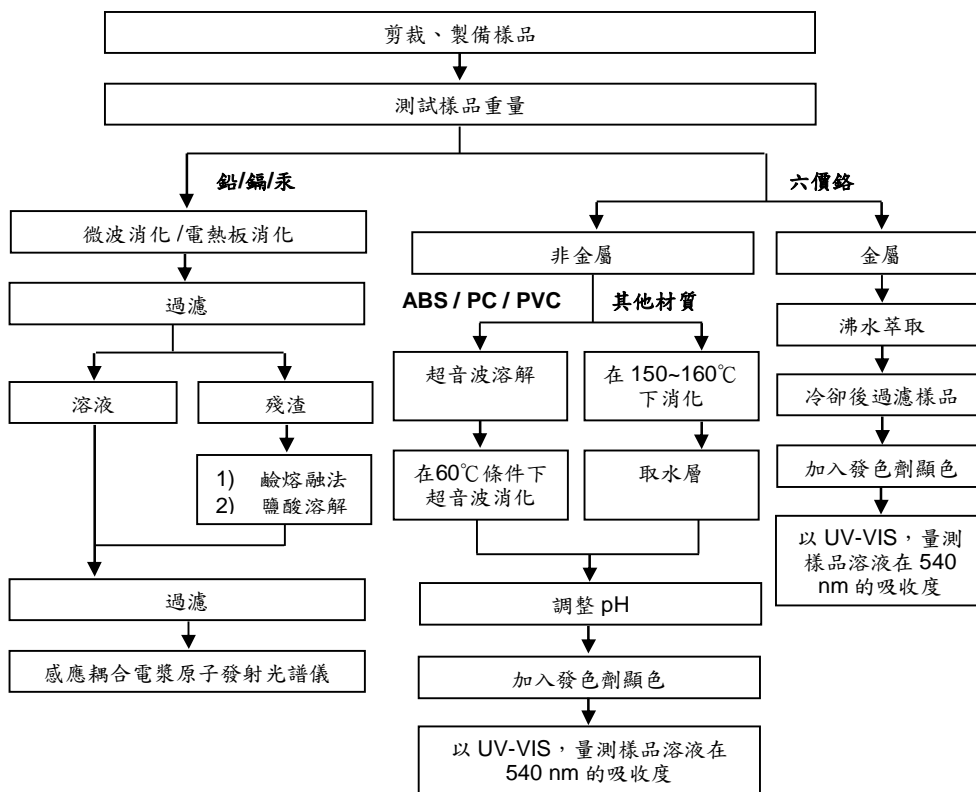 剪裁、製備樣品
測試樣品重量
鉛/鎘/汞
六價鉻
微波消化 /電熱板消化
非金屬
金屬
過濾
ABS / PC / PVC
其他材質
沸水萃取
溶液
殘渣
超音波溶解
在 150~160℃
下消化
冷卻後過濾樣品
1) 鹼熔融法
2) 鹽酸溶解
在60℃條件下
超音波消化
取水層
加入發色劑顯色
以 UV-VIS，量測
樣品溶液在 540
nm 的吸收度
過濾
調整 pH
感應耦合電漿原子發射光譜儀
加入發色劑顯色
以 UV-VIS，量測樣品溶液在
540 nm 的吸收度